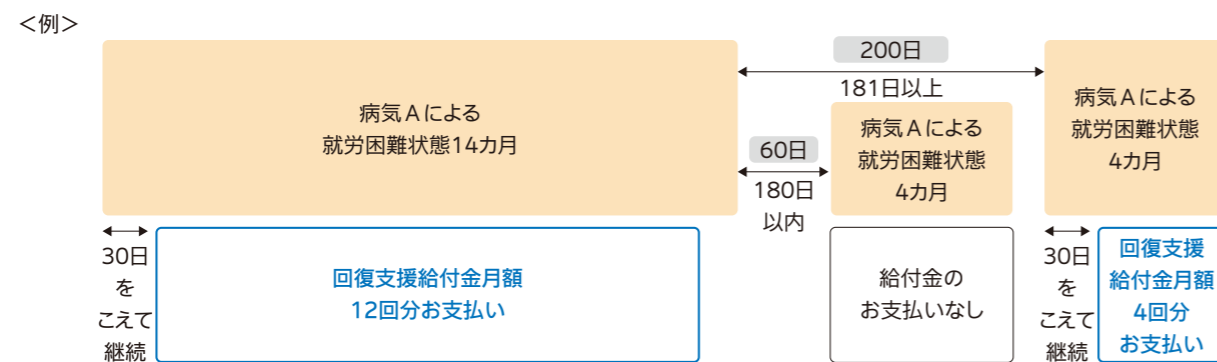 ＜例＞
病気Aによる
就労困難状態14カ月
200日
181日以上
60日
180日
以内
病気Aによる
就労困難状態
4カ月
病気Aによる
就労困難状態
4カ月
30日
を
こえて
継続
回復支援給付金月額
12回分お支払い
給付金の
お支払いなし
30日
を
こえて
継続
回復支援
給付金月額
4回分
お支払い